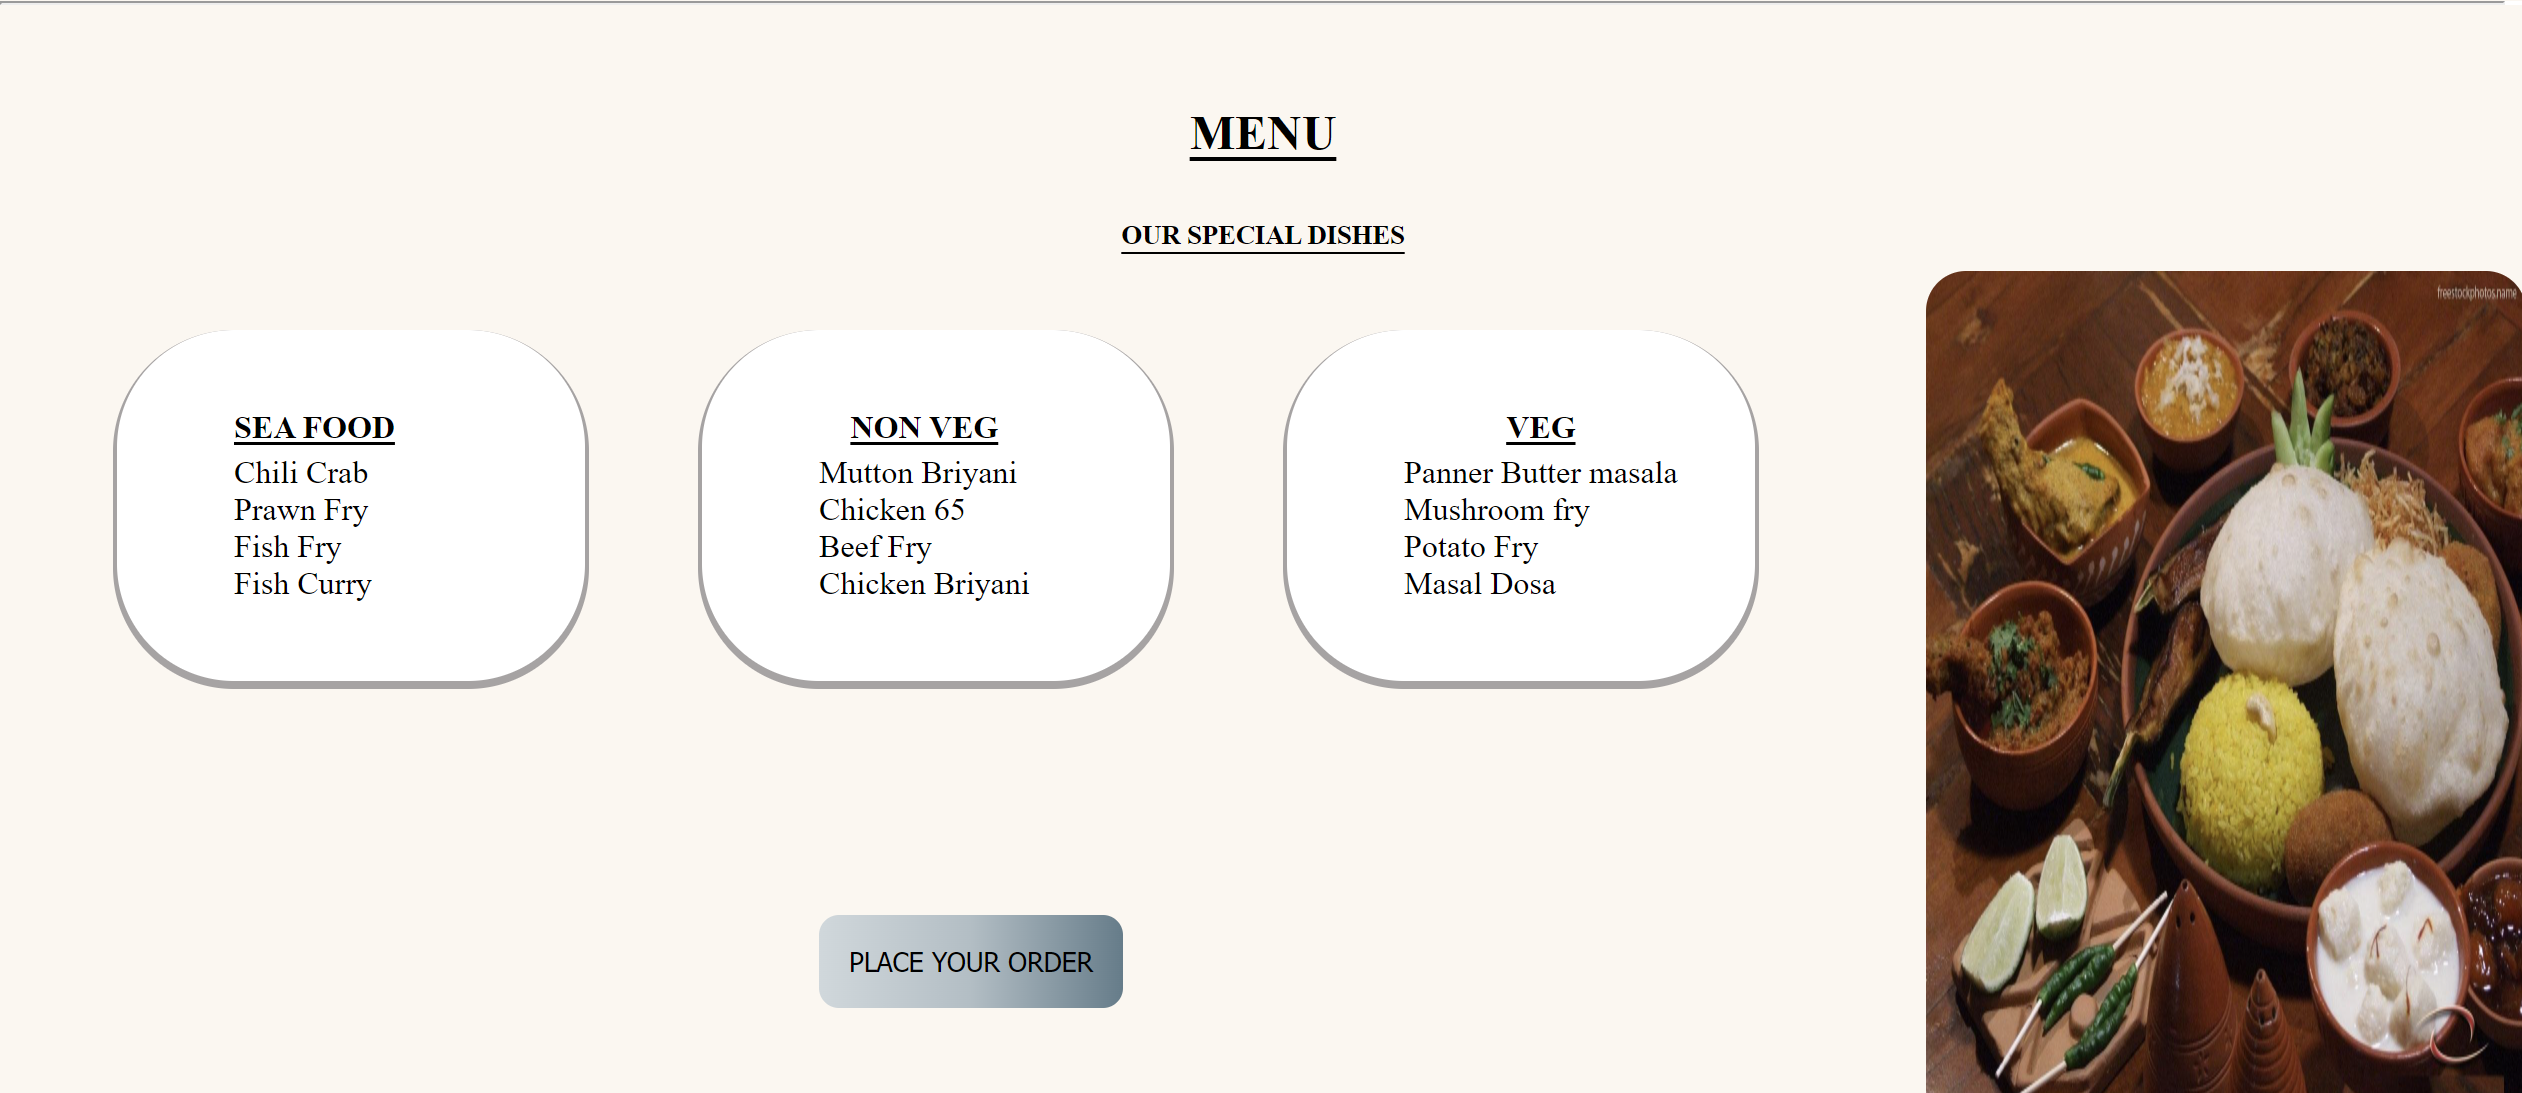 MENU
OUR SPECIAL DISHES
freestockphotos.name
SEA FOOD
Chili Crab
Prawn Fry
Fish Fry
Fish Curry
NON VEG
Mutton Briyani
Chicken 65
Beef Fry
Chicken Briyani
VEG
Panner Butter masala
Mushroom fry
Potato Fry
Masal Dosa
PLACE YOUR ORDER